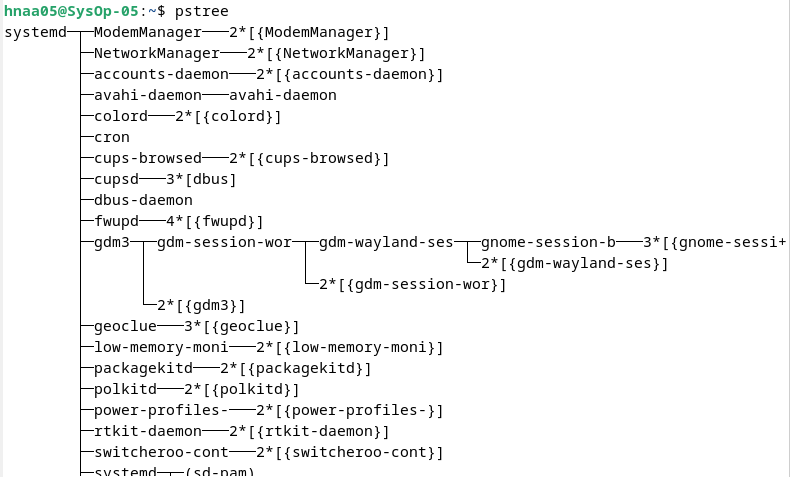 hnaa05@SysOp-05:~$ pstree
systemd─┬─ModemManager───2*[{ModemManager}]
        ├─NetworkManager───2*[{NetworkManager}]
        ├─accounts-daemon───2*[{accounts-daemon}]
        ├─avahi-daemon───avahi-daemon
        ├─colord───2*[{colord}]
        ├─cron
        ├─cups-browsed───2*[{cups-browsed}]
        ├─cupsd───3*[dbus]
        ├─dbus-daemon
        ├─fwupd───4*[{fwupd}]
        ├─gdm3─┬─gdm-session-wor─┬─gdm-wayland-ses─┬─gnome-session-b───3*[{gnome-sessi+
        │      │                 │                 └─2*[{gdm-wayland-ses}]
        │      │                 └─2*[{gdm-session-wor}]
        │      └─2*[{gdm3}]
        ├─geoclue───3*[{geoclue}]
        ├─low-memory-moni───2*[{low-memory-moni}]
        ├─packagekitd───2*[{packagekitd}]
        ├─polkitd───2*[{polkitd}]
        ├─power-profiles-───2*[{power-profiles-}]
        ├─rtkit-daemon───2*[{rtkit-daemon}]
        ├─switcheroo-cont───2*[{switcheroo-cont}]
        ├─systemd─┬─(sd-pam)